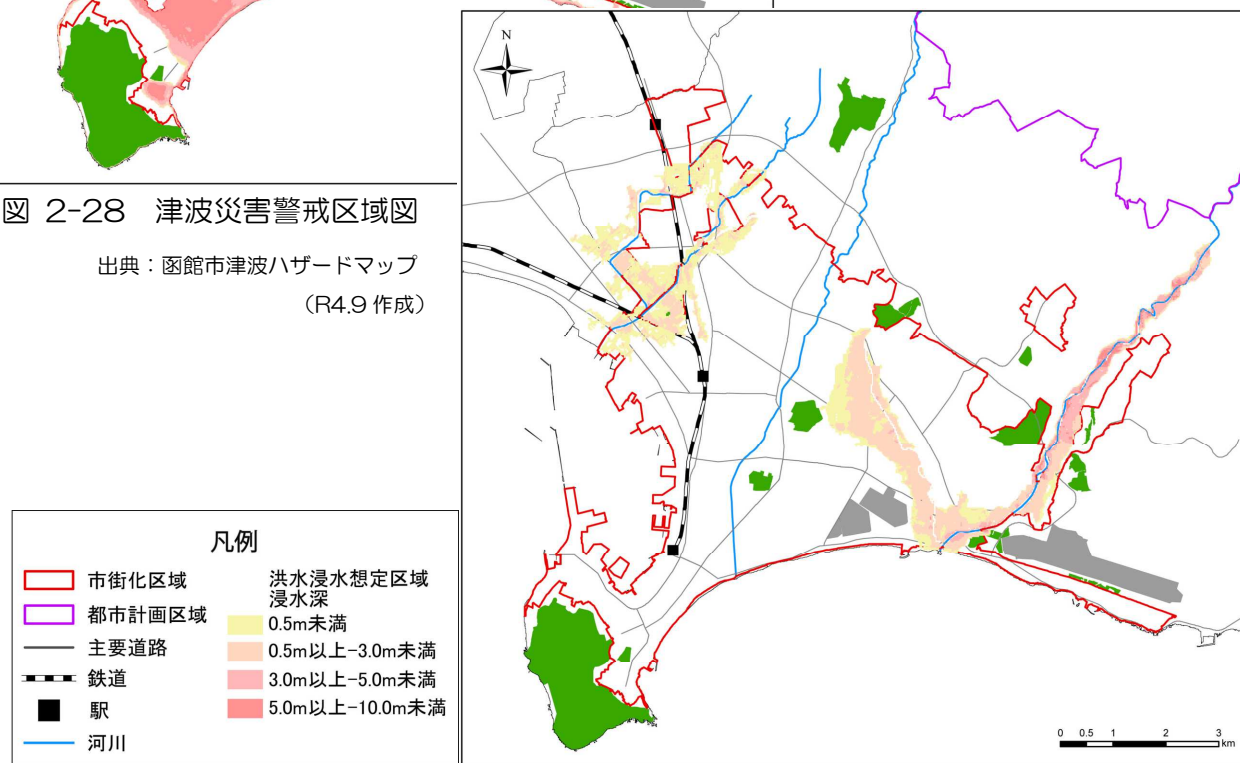 図 2-28 津波災害警戒区域図
出典：函館市津波ハザードマップ
（R4.9 作成）
N
凡例
市街化区域
都市計画区域
主要道路
鉄道
駅
河川
洪水浸水想定区域
浸水深
0.5m未満
0.5m以上-3.0m未満
3.0m以上-5.0m未満
5.0m以上-10.0m未満
0 0.5 1 2 3
km